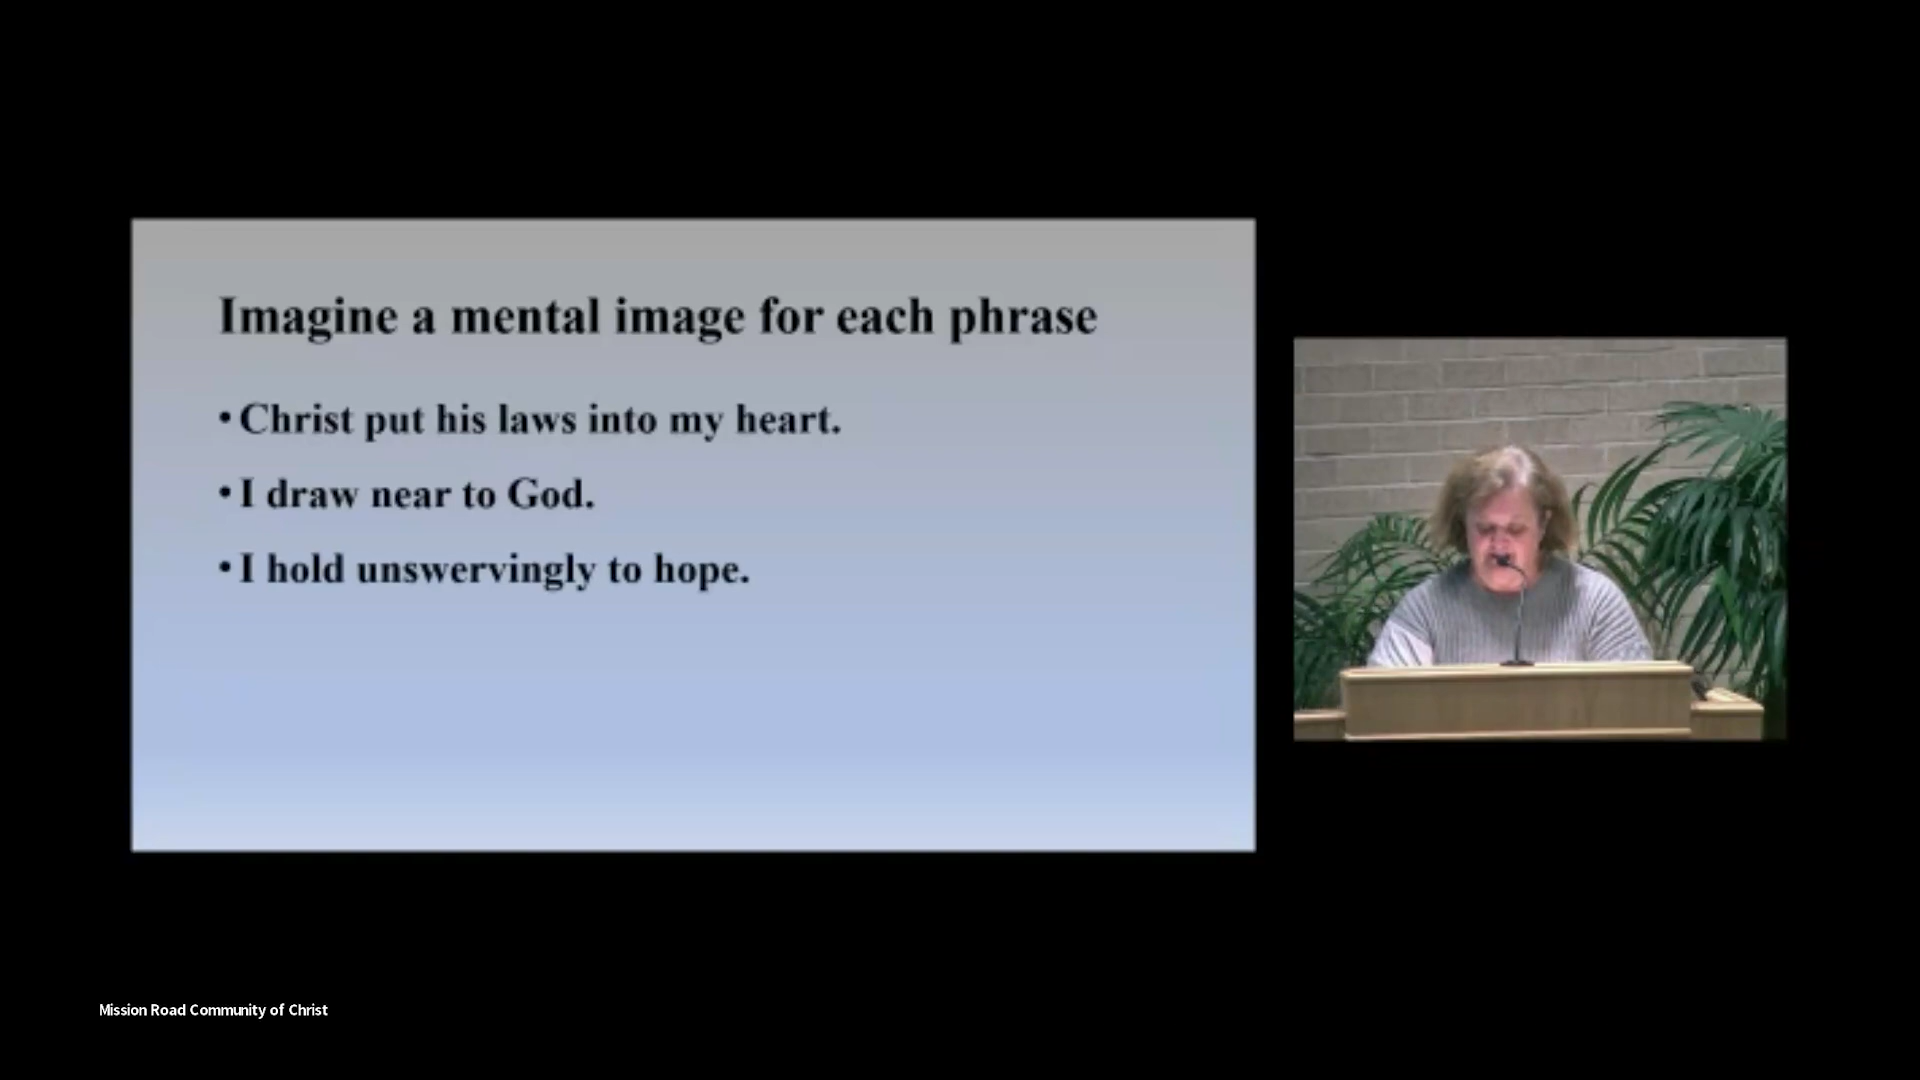 Imagine a mental image for each phrase
• Christ put his laws into my heart.
• I draw near to God.
• I hold unswervingly to hope.
Mission Road Community of Christ